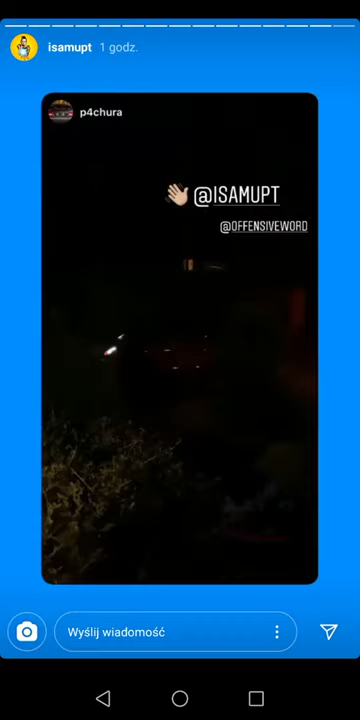 isamupt 1 godz.
p4chura
👋🏻 @ISAMUPT
@OFFENSIVEWORD
Wyślij wiadomość